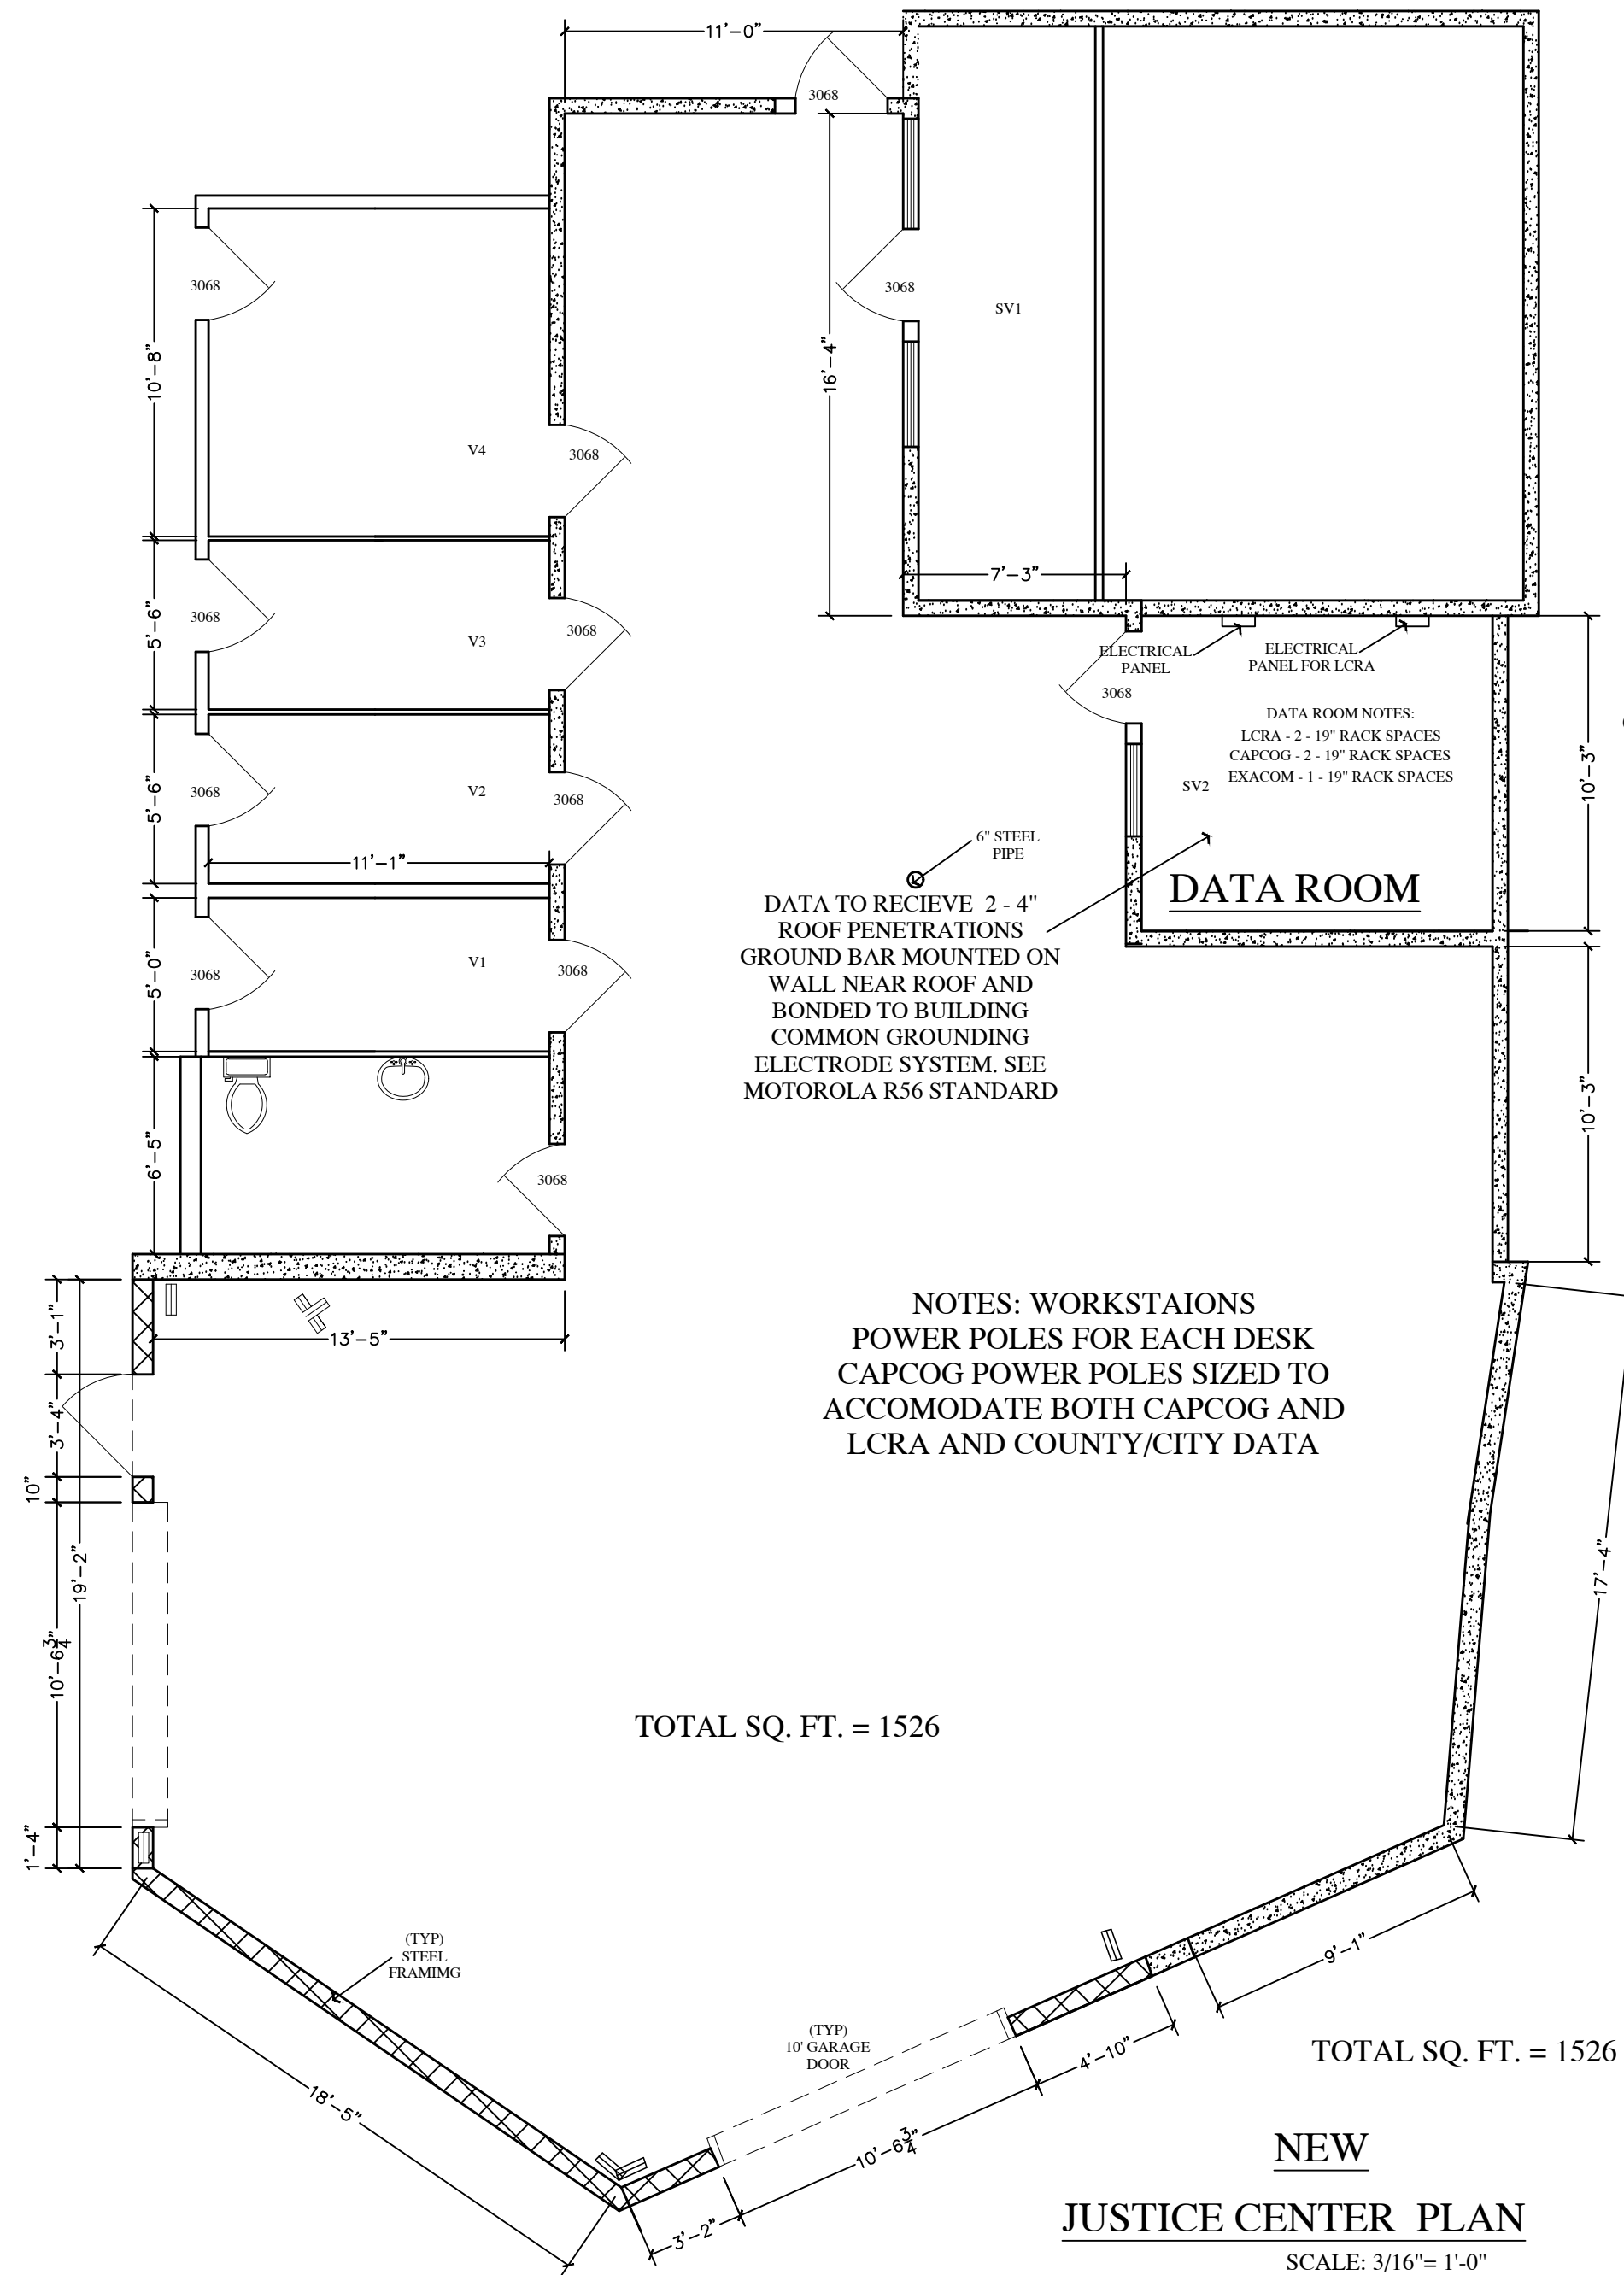 11'-0"
3068
3068
3068
SV1
10'-8"
16'-4"
V4
3068
7'-3"
5'-6"
3068
V3
3068
ELECTRICAL
PANEL
ELECTRICAL
PANEL FOR LCRA
3068
DATA ROOM NOTES:
LCRA - 2 - 19" RACK SPACES
CAPCOG - 2 - 19" RACK SPACES
EXACOM - 1 - 19" RACK SPACES
10'-3"
5'-6"
3068
V2
3068
SV2
11'-1"
6" STEEL
PIPE
DATA ROOM
DATA TO RECIEVE 2 - 4"
ROOF PENETRATIONS
GROUND BAR MOUNTED ON
WALL NEAR ROOF AND
BONDED TO BUILDING
COMMON GROUNDING
ELECTRODE SYSTEM. SEE
MOTOROLA R56 STANDARD
5'-0"
3068
V1
3068
10'-3"
6'-5"
3068
3'-1"
13'-5"
NOTES: WORKSTAIONS
POWER POLES FOR EACH DESK
CAPCOG POWER POLES SIZED TO
ACCOMODATE BOTH CAPCOG AND
LCRA AND COUNTY/CITY DATA
3'-4"
10"
19'-2"
17'-4"
10'-6 3/4"
TOTAL SQ. FT. = 1526
1'-4"
(TYP)
STEEL
FRAMIMG
9'-1"
(TYP)
10' GARAGE
DOOR
4'-10"
TOTAL SQ. FT. = 1526
18'-5"
10'-6 3/4"
3'-2"
NEW
JUSTICE CENTER PLAN
SCALE: 3/16"= 1'-0"